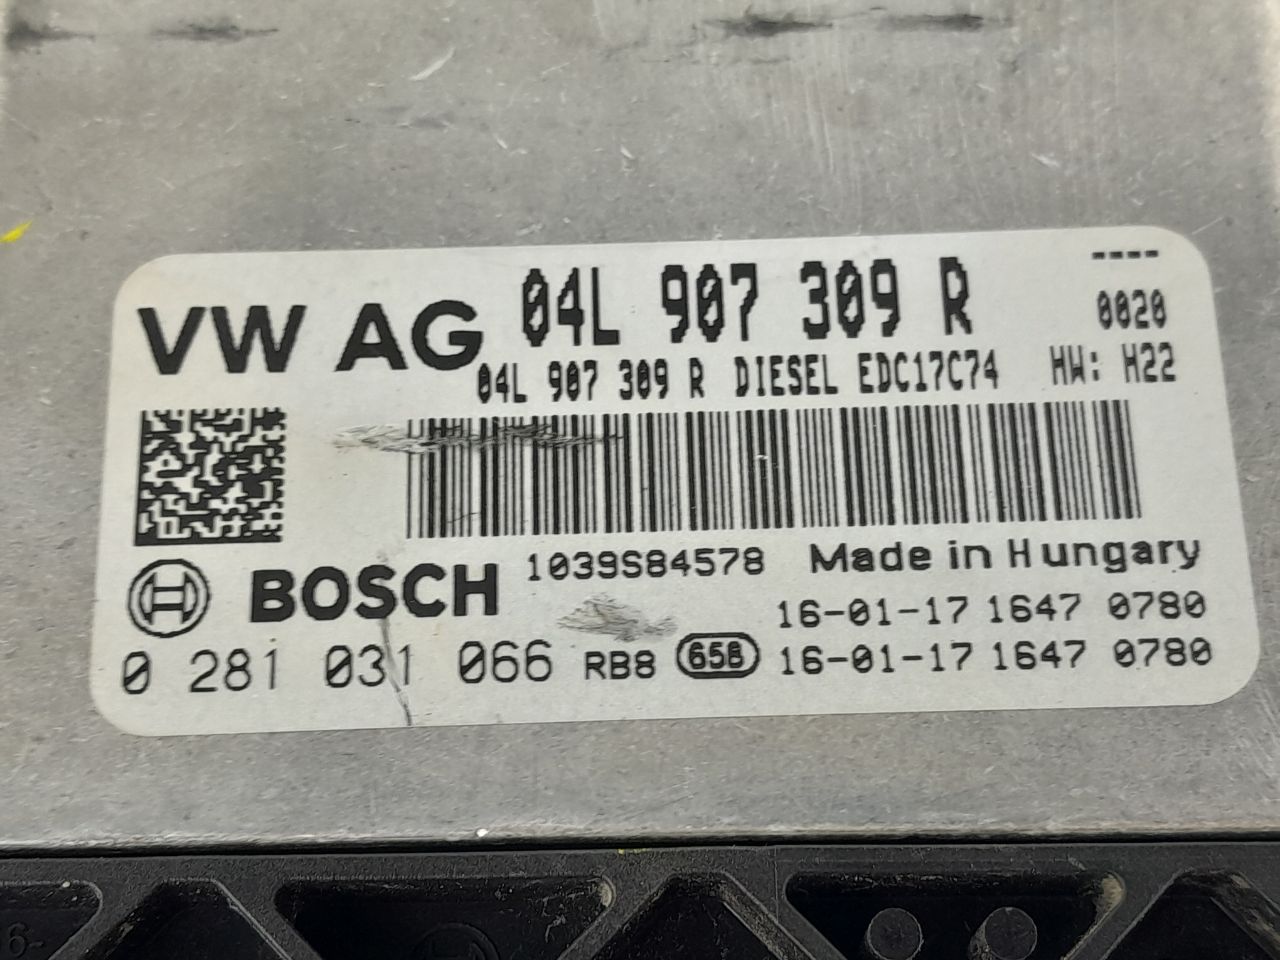 ----
VW AG 04L 907 309 R 0020
04L 907 309 R DIESEL EDC17C74 HW: H22
BOSCH 1039S84578 Made in Hungary
16-01-17 1647 0780
0 281 031 066 RB8 658 16-01-17 1647 0780